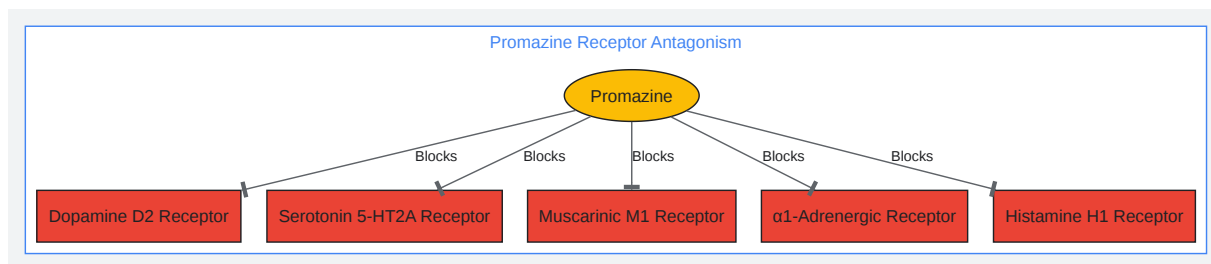 Promazine Receptor Antagonism
Promazine
Blocks Blocks Blocks Blocks Blocks
Dopamine D2 Receptor Serotonin 5-HT2A Receptor Muscarinic M1 Receptor α1-Adrenergic Receptor Histamine H1 Receptor